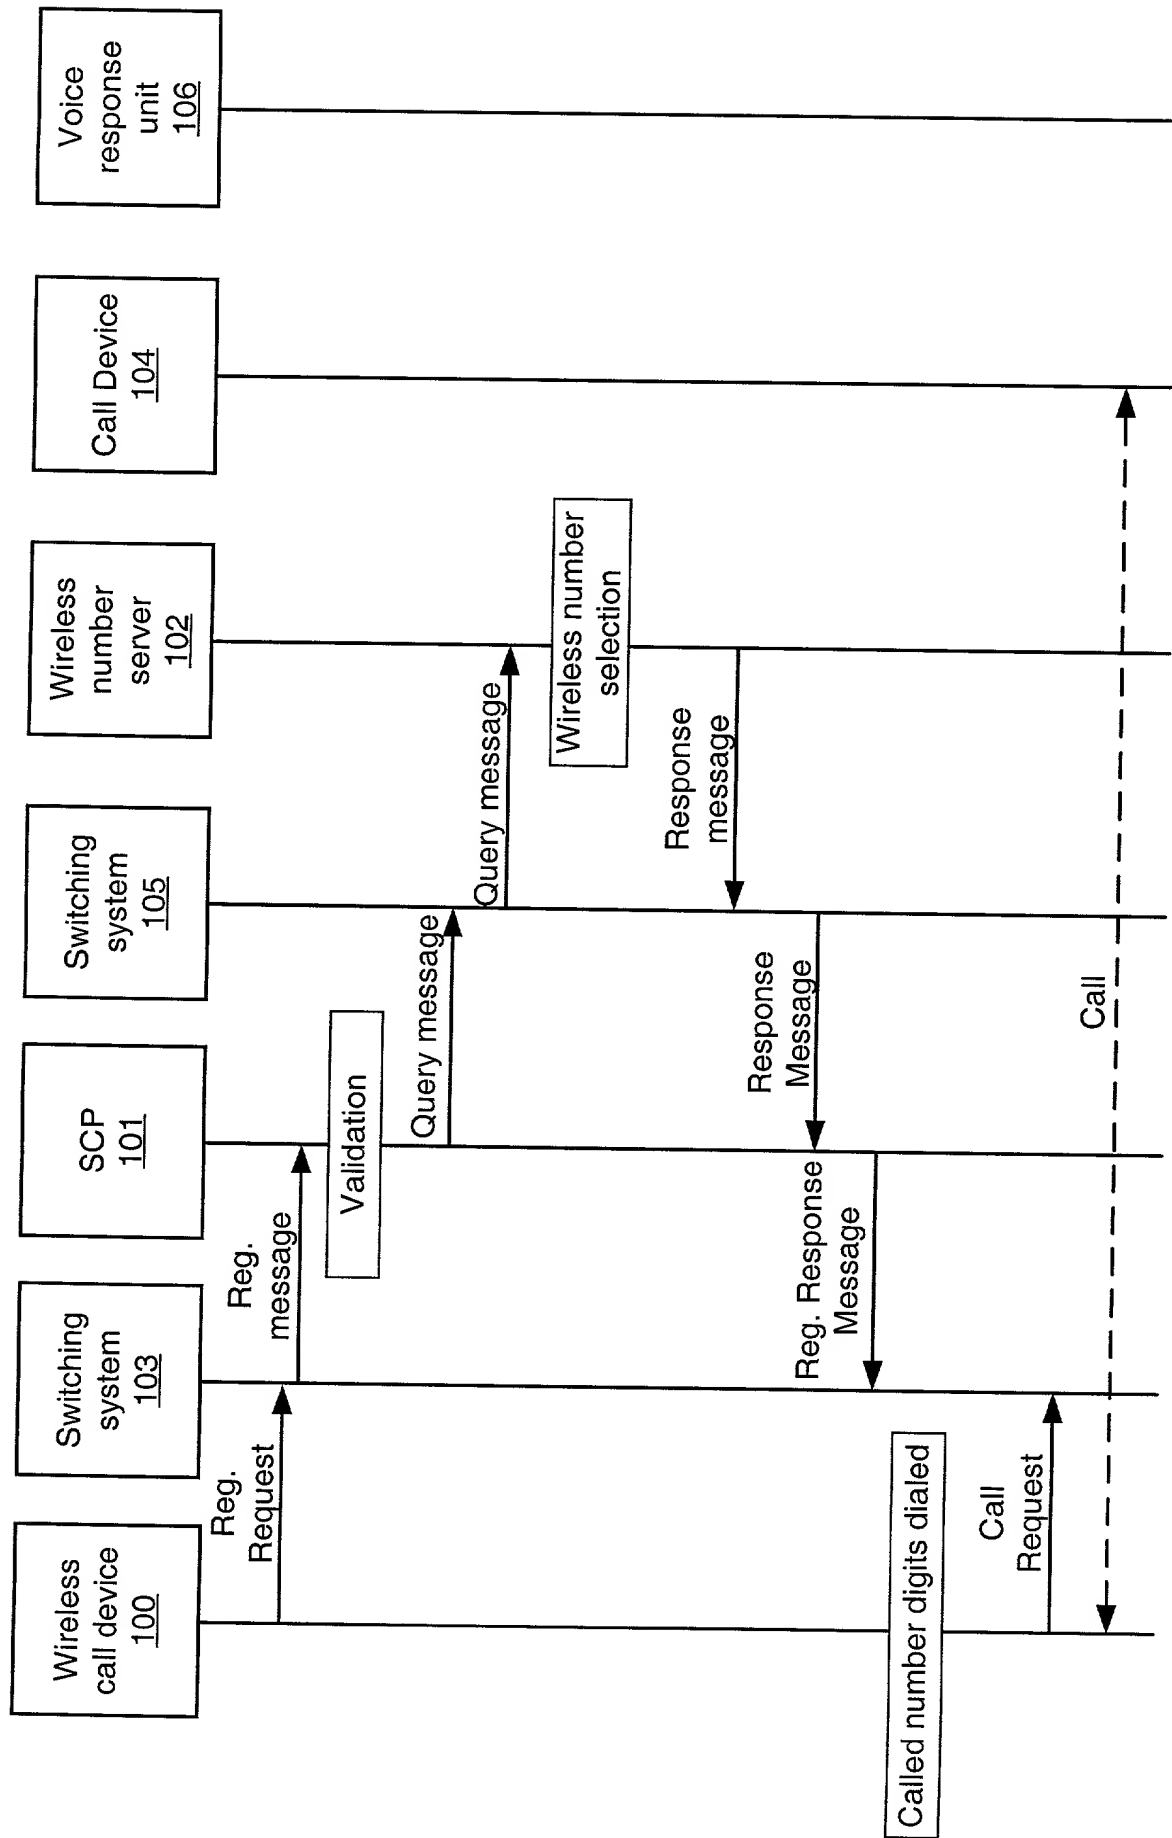 Wireless
call device
100
Switching
system
103
SCP
101
Switching
system
105
Wireless
number
server
102
Call Device
104
Voice
response
unit
106
Reg.
Request
Reg.
message
Validation
Query message
Query message
Wireless number
selection
Response
message
Response
Message
Reg. Response
Message
Called number digits dialed
Call
Request
Call